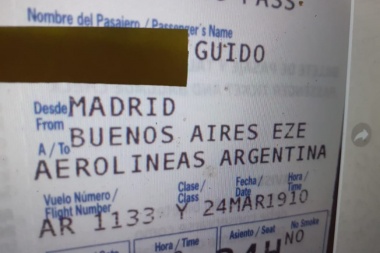 PASS
Nombre del Pasajero / Passenger's Name
GUIDO
Desde/From MADRID
A / To BUENOS AIRES EZE
AEROLINEAS ARGENTINA
Vuelo Número/ Flight Number Clase/ Class Fecha/ Date Hora/ Time
AR 1133 Y 24MAR1910
Hora / Time Asiento / Seat No Smoke
NO